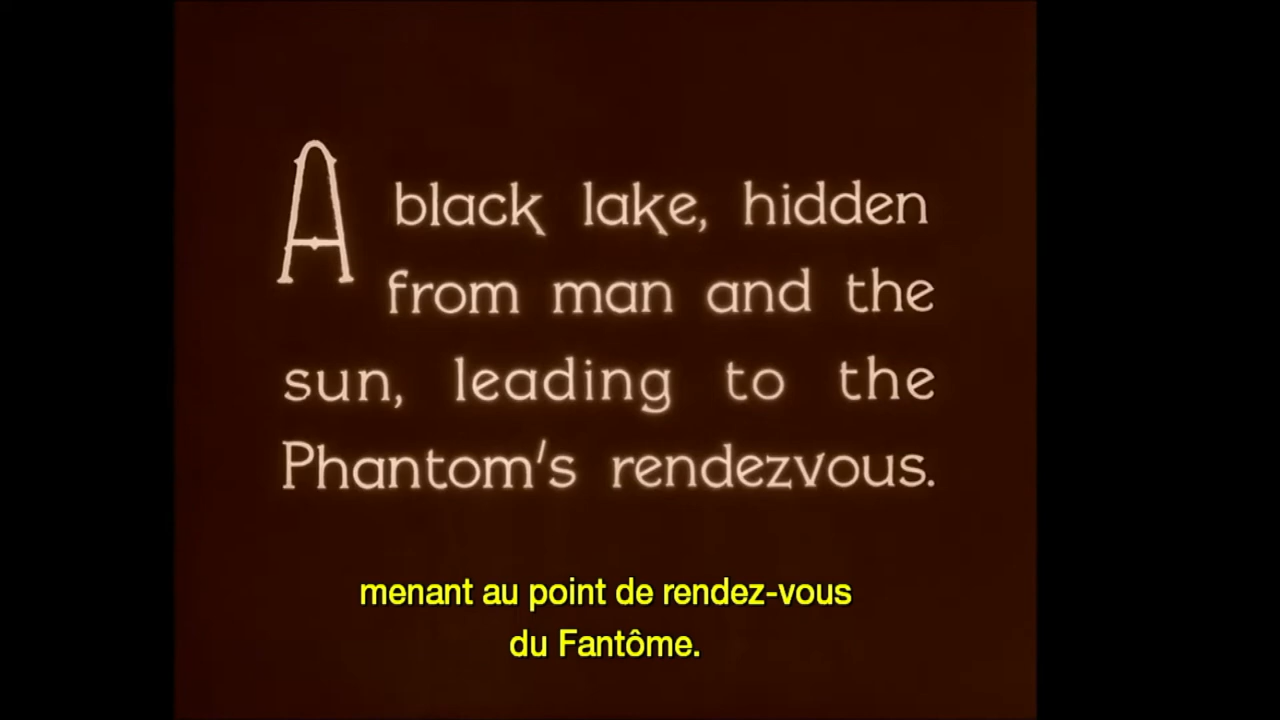 A black lake, hidden
from man and the
sun, leading to the
Phantom's rendezvous.
menant au point de rendez-vous
du Fantôme.